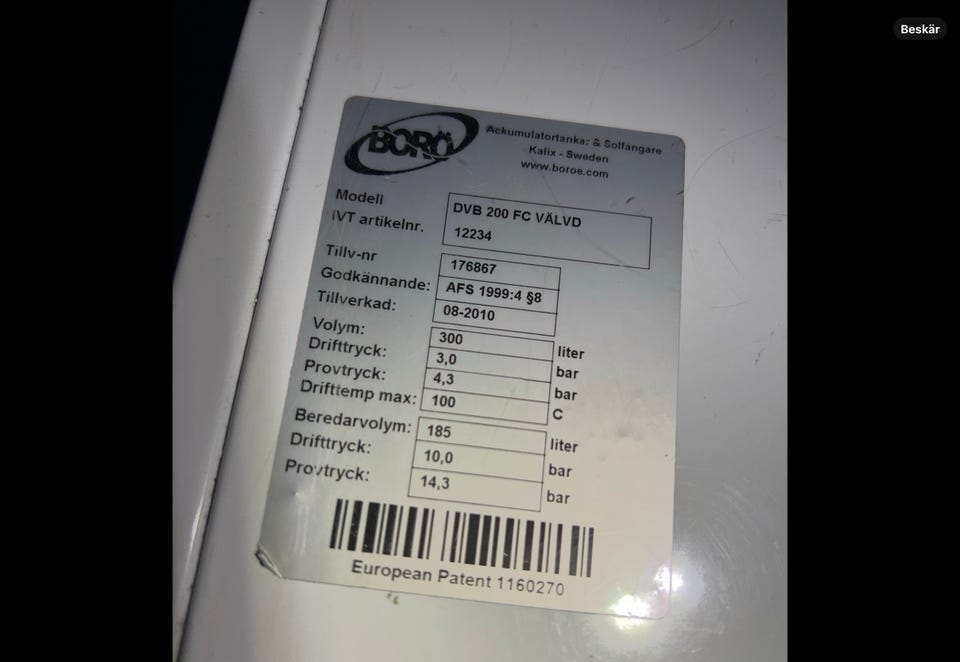 Beskär
BORÖ
Ackumulatortankar & Solfångare
Kalix - Sweden
www.boroe.com
Modell DVB 200 FC VÄLVD
IVT artikelnr. 12234
Tillv-nr 176867
Godkännande: AFS 1999:4 §8
Tillverkad: 08-2010
Volym: 300 liter
Drifttryck: 3,0 bar
Provtryck: 4,3 bar
Drifttemp max: 100 C
Beredarvolym: 185 liter
Drifttryck: 10,0 bar
Provtryck: 14,3 bar
European Patent 1160270